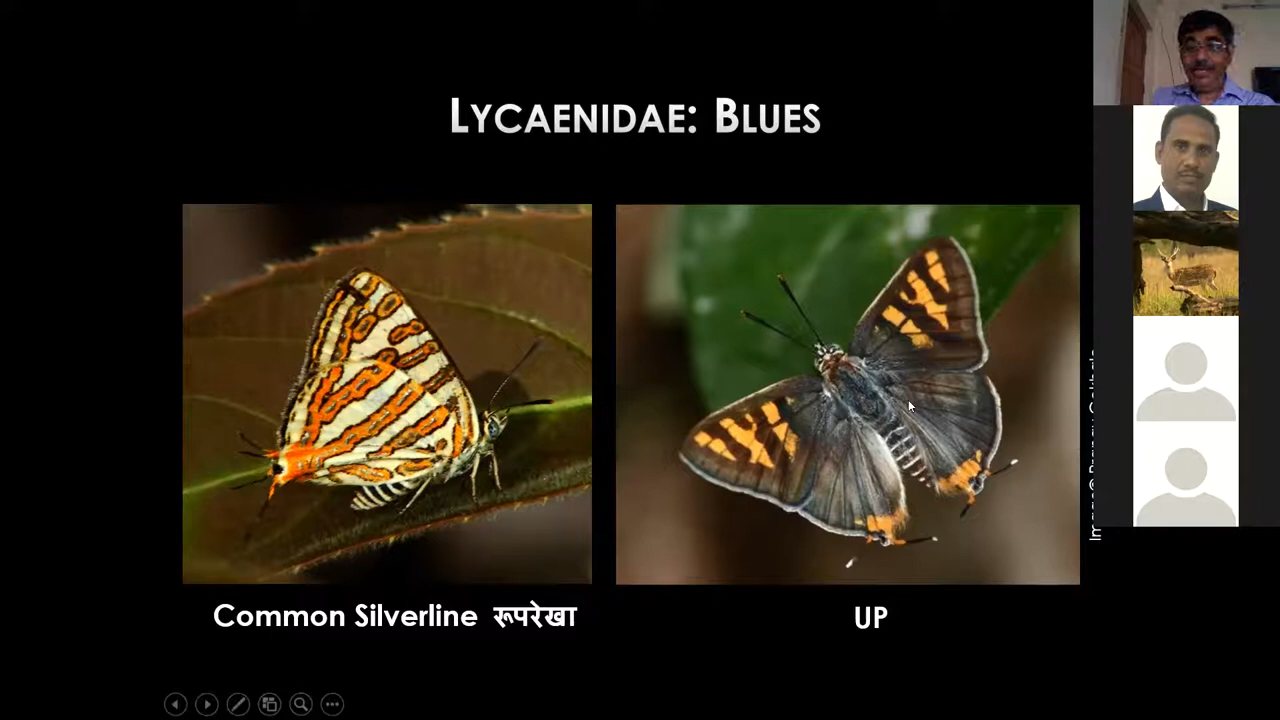 LYCAENIDAE: BLUES
Common Silverline रूपरेखा
UP